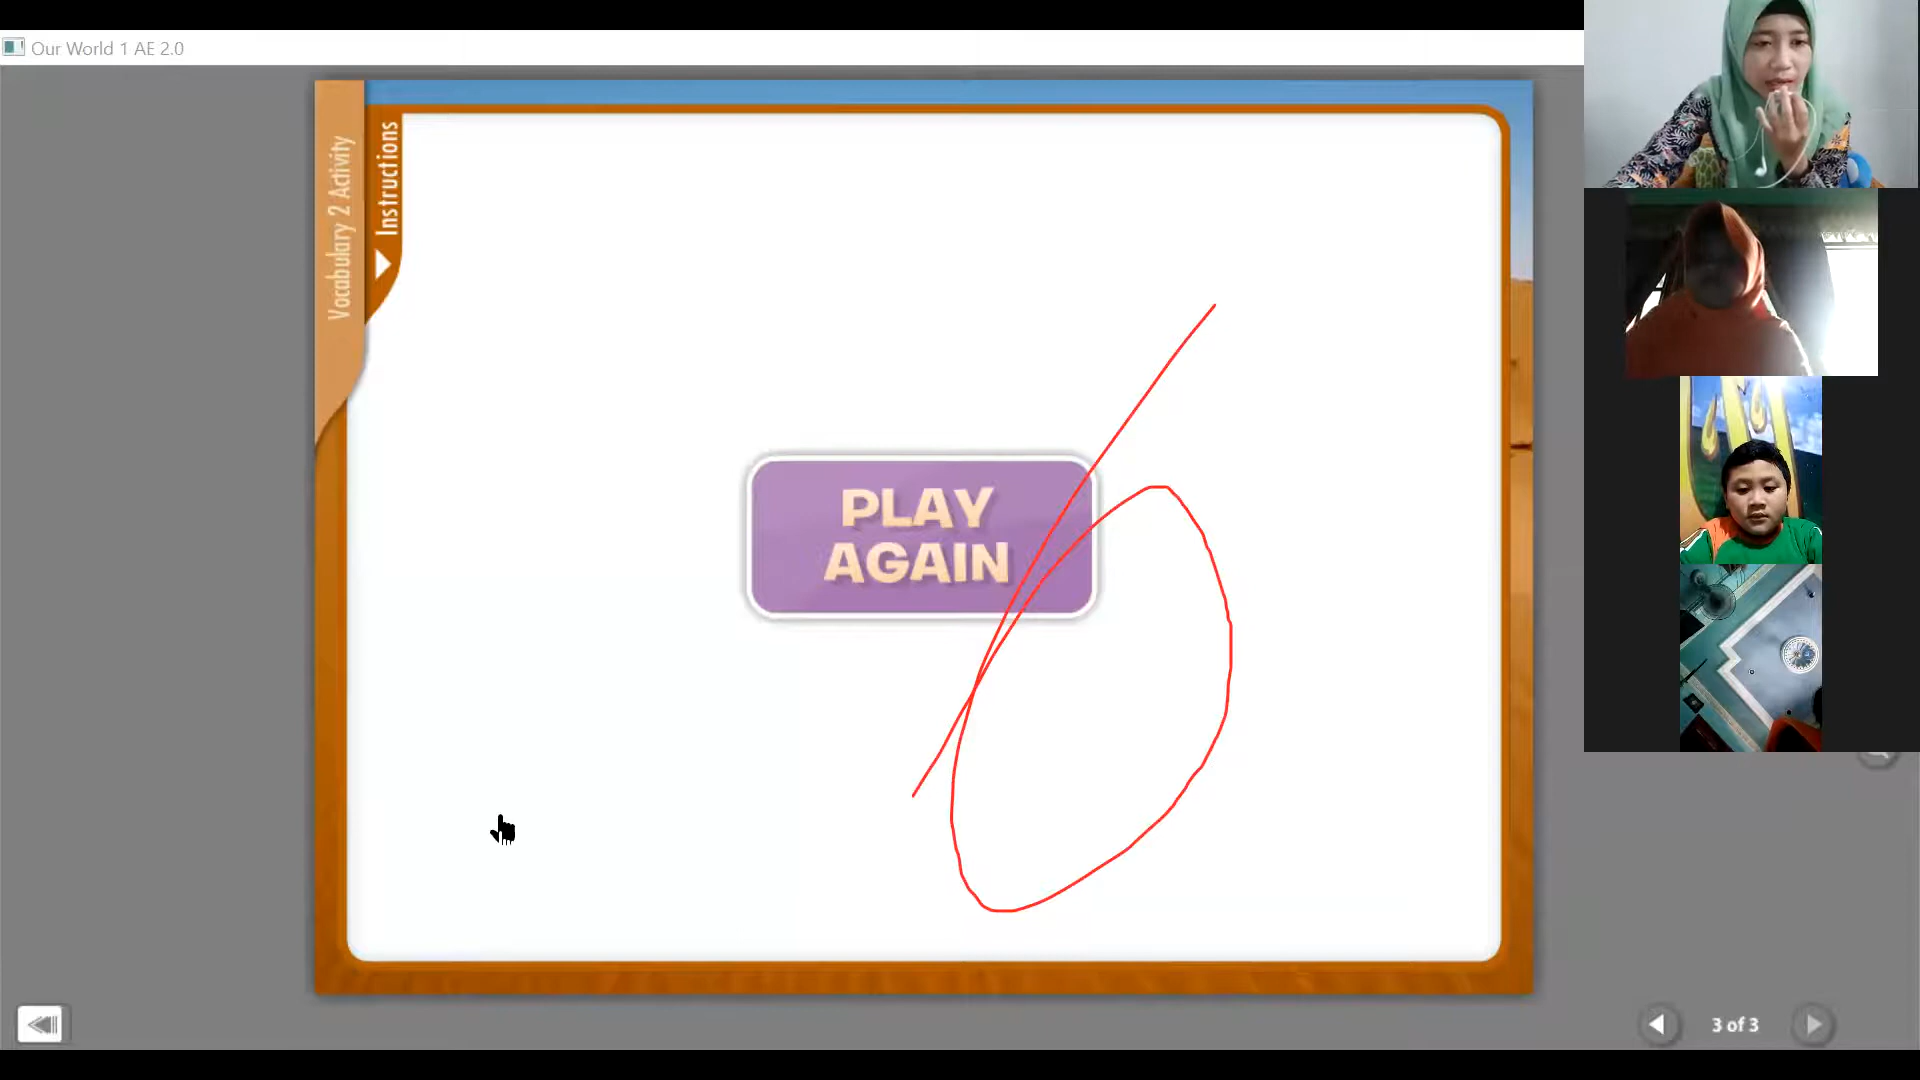 Our World 1 AE 2.0
Vocabulary 2 Activity
Instructions
PLAY
AGAIN
3 of 3